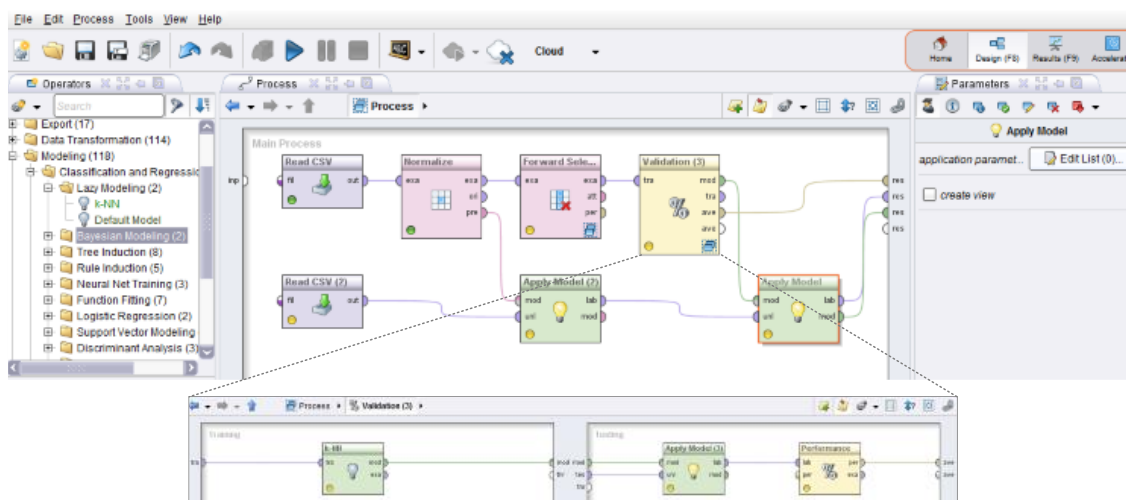 File Edit Process Tools View Help
Cloud
Home Design (F8) Results (F9) Accelerat
Operators
Process
Parameters
Search
Process
Export (17)
Data Transformation (114)
Modeling (118)
Classification and Regressic
Lazy Modeling (2)
k-NN
Default Model
Bayesian Modeling (2)
Tree Induction (8)
Rule Induction (5)
Neural Net Training (3)
Function Fitting (7)
Logistic Regression (2)
Support Vector Modeling
Discriminant Analysis (3)
Main Process
Read CSV Normalize Forward Sele... Validation (3)
inp fil out exa exa exa exa tra mod res
ori att tra res
pre per ave res
ave res
Read CSV (2) Apply Model (2) Apply Model
fil out mod lab mod lab
unl mod unl mod
Apply Model
application paramet... Edit List (0)...
create view
Process Validation (3)
Training Testing
k-NN Apply Model (3) Performance
tra tra mod mod mod mod lab lab per ave
exa thr tes unl mod per exa ave
thr